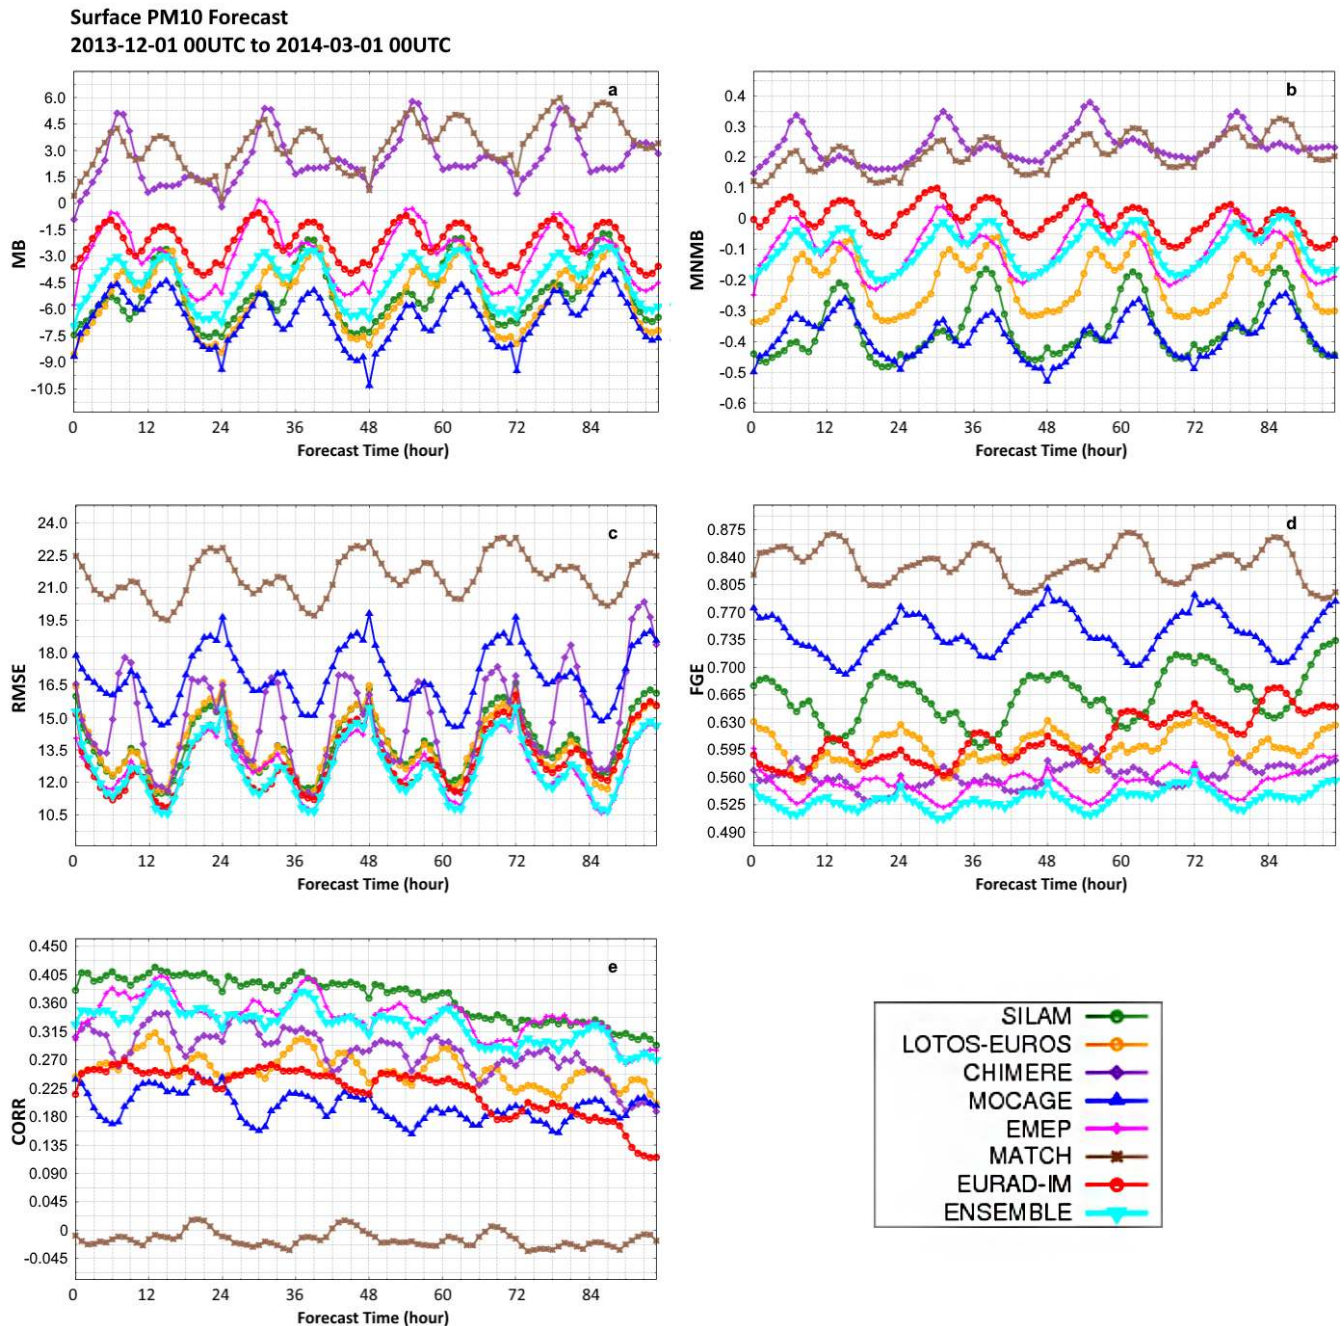 Surface PM10 Forecast
2013-12-01 00UTC to 2014-03-01 00UTC
a
6.0
4.5
3.0
1.5
0
-1.5
-3.0
-4.5
-6.0
-7.5
-9.0
-10.5
MB
0 12 24 36 48 60 72 84
Forecast Time (hour)
b
0.4
0.3
0.2
0.1
0
-0.1
-0.2
-0.3
-0.4
-0.5
-0.6
MNMB
0 12 24 36 48 60 72 84
Forecast Time (hour)
c
24.0
22.5
21.0
19.5
18.0
16.5
15.0
13.5
12.0
10.5
RMSE
0 12 24 36 48 60 72 84
Forecast Time (hour)
d
0.875
0.840
0.805
0.770
0.735
0.700
0.665
0.630
0.595
0.560
0.525
0.490
FGE
0 12 24 36 48 60 72 84
Forecast Time (hour)
e
0.450
0.405
0.360
0.315
0.270
0.225
0.180
0.135
0.090
0.045
0
-0.045
CORR
0 12 24 36 48 60 72 84
Forecast Time (hour)
SILAM
LOTOS-EUROS
CHIMERE
MOCAGE
EMEP
MATCH
EURAD-IM
ENSEMBLE